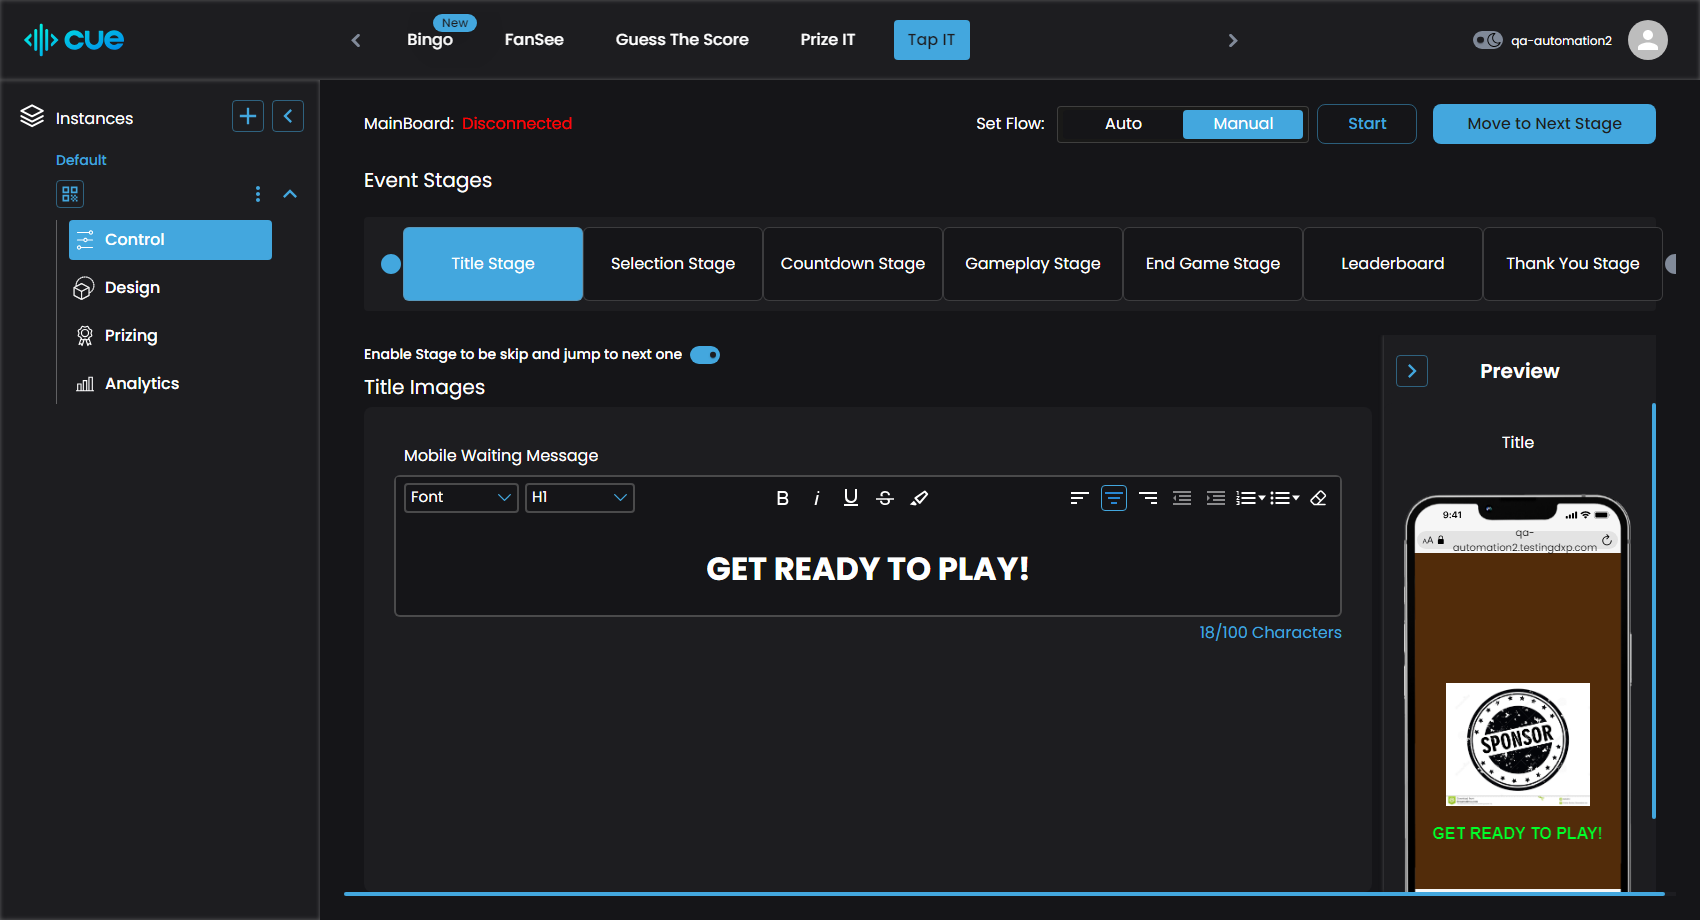 cue
New
Bingo
FanSee
Guess The Score
Prize IT
Tap IT
qa-automation2
Instances
Default
Control
Design
Prizing
Analytics
MainBoard: Disconnected
Set Flow:
Auto
Manual
Start
Move to Next Stage
Event Stages
Title Stage
Selection Stage
Countdown Stage
Gameplay Stage
End Game Stage
Leaderboard
Thank You Stage
Enable Stage to be skip and jump to next one
Title Images
Mobile Waiting Message
Font
H1
B
i
U
S
GET READY TO PLAY!
18/100 Characters
Preview
Title
9:41
AA
qa-
automation2.testingdxp.com
SPONSOR
GET READY TO PLAY!